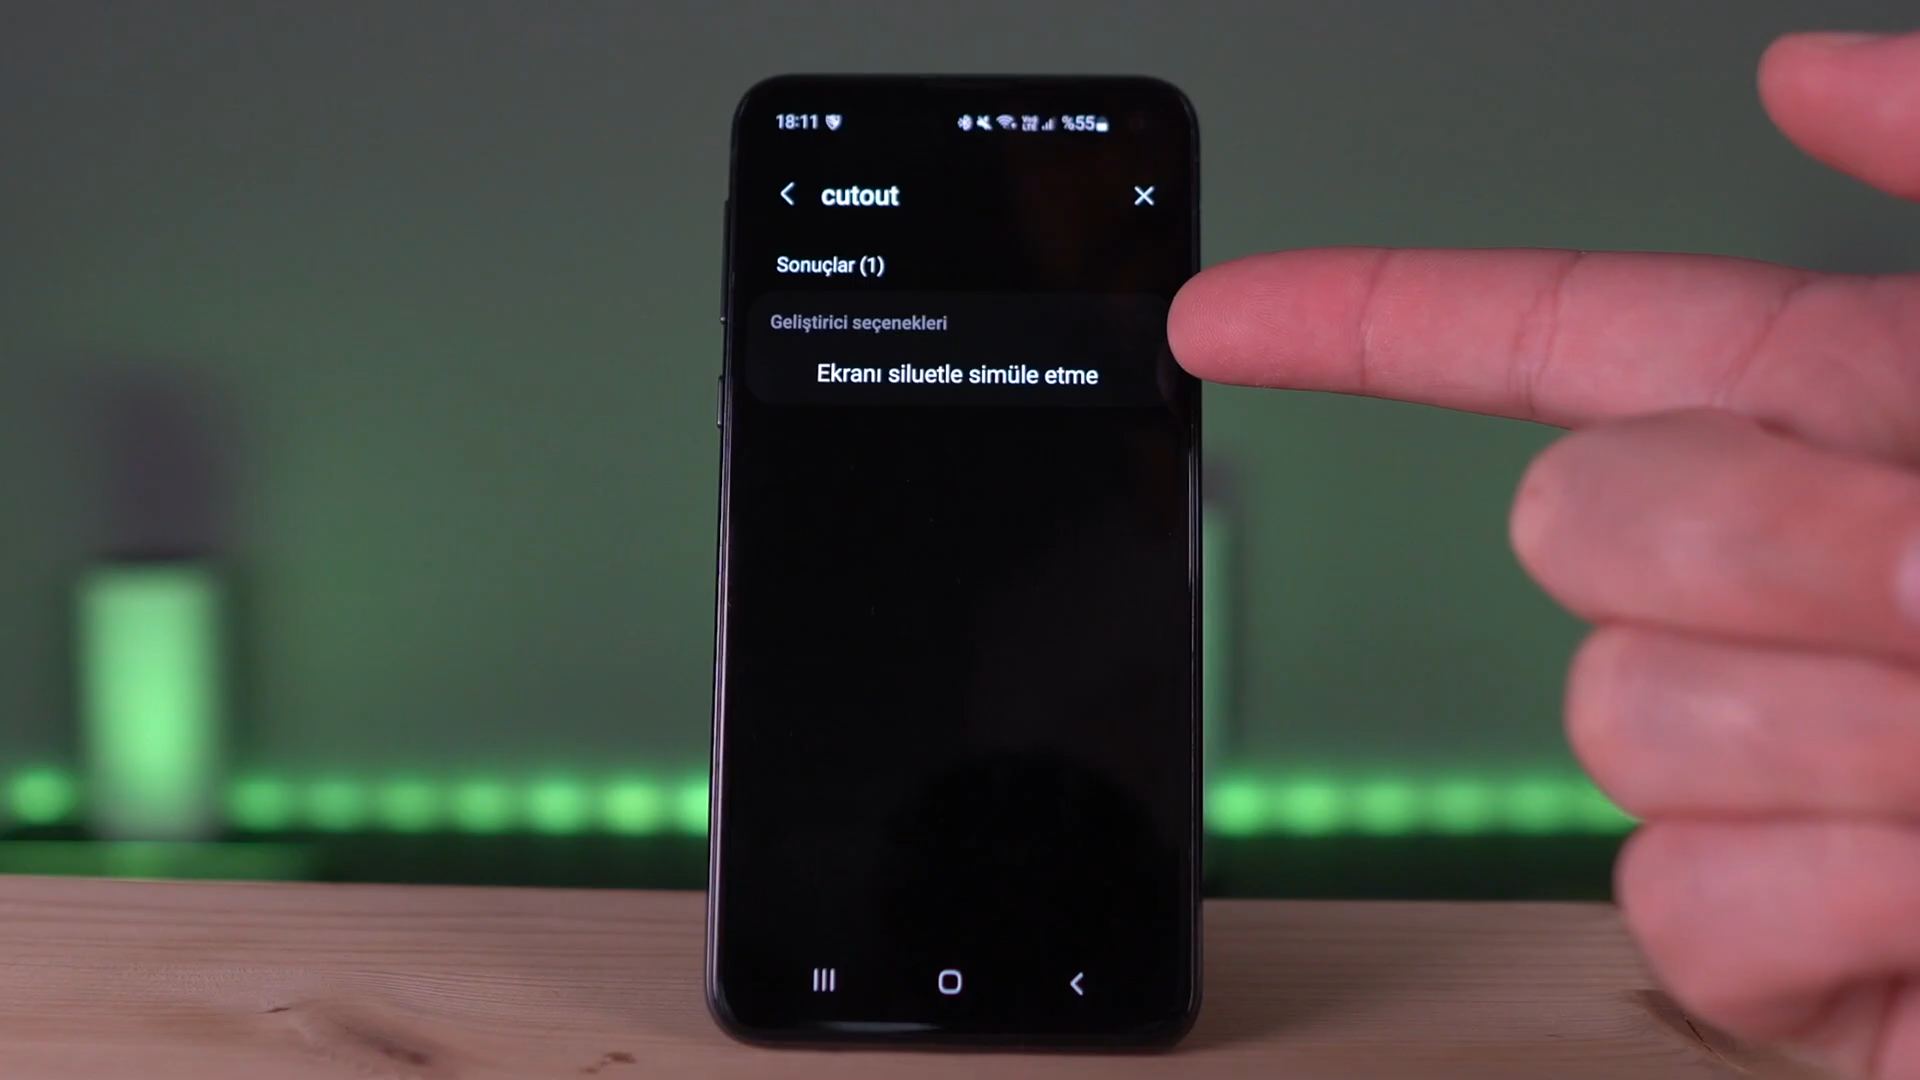 18:11
%55
cutout
Sonuçlar (1)
Geliştirici seçenekleri
Ekranı siluetle simüle etme